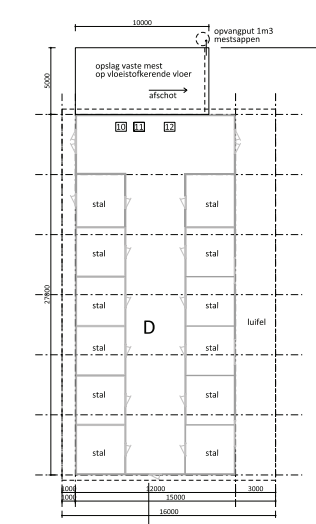 10000
opvangput 1m3
mestsappen
opslag vaste mest
op vloeistofkerende vloer
afschot
5000
10
11
12
stal
stal
stal
stal
stal
stal
stal
stal
D
luifel
stal
stal
stal
stal
27000
1000
12000
3000
1000
15000
16000